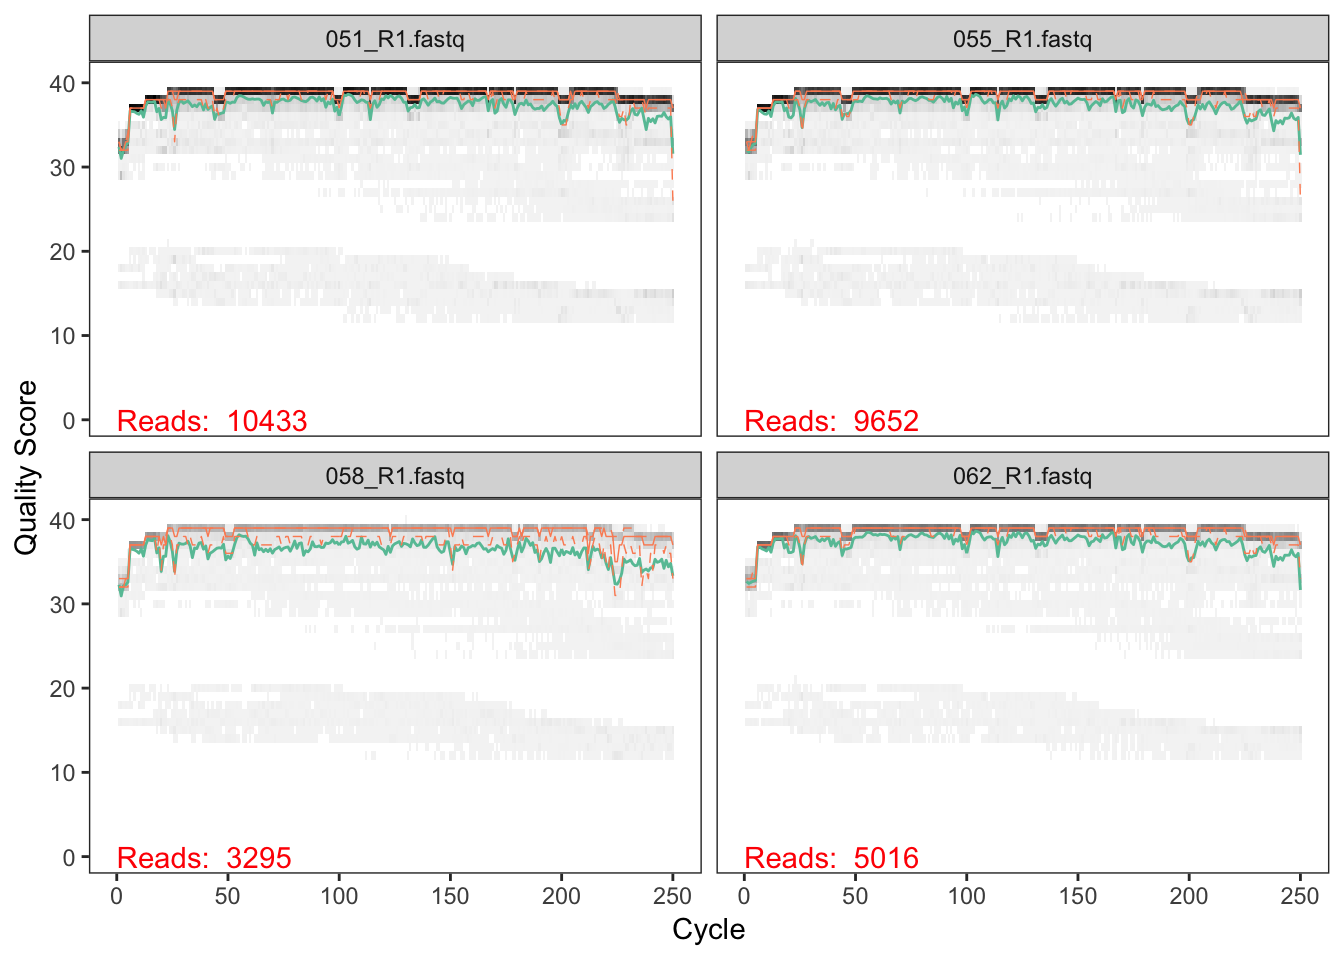 051_R1.fastq
055_R1.fastq
40
30
20
10
0
Reads: 10433
Reads: 9652
Quality Score
058_R1.fastq
062_R1.fastq
40
30
20
10
0
Reads: 3295
Reads: 5016
0 50 100 150 200 250
0 50 100 150 200 250
Cycle